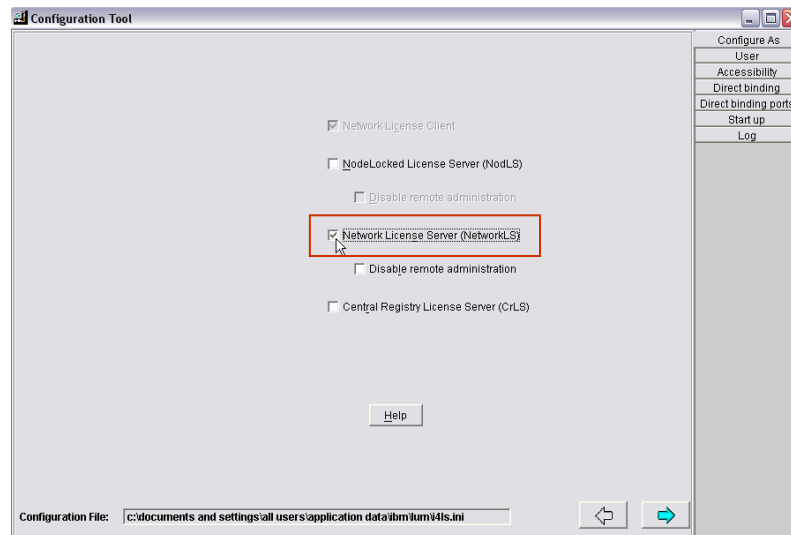 Configuration Tool
Configure As
User
Accessibility
Direct binding
Direct binding ports
Start up
Log
Network License Client
NodeLocked License Server (NodLS)
Disable remote administration
Network License Server (NetworkLS)
Disable remote administration
Central Registry License Server (CrLS)
Help
Configuration File: c:\documents and settings\all users\application data\ibm\lum\i4ls.ini